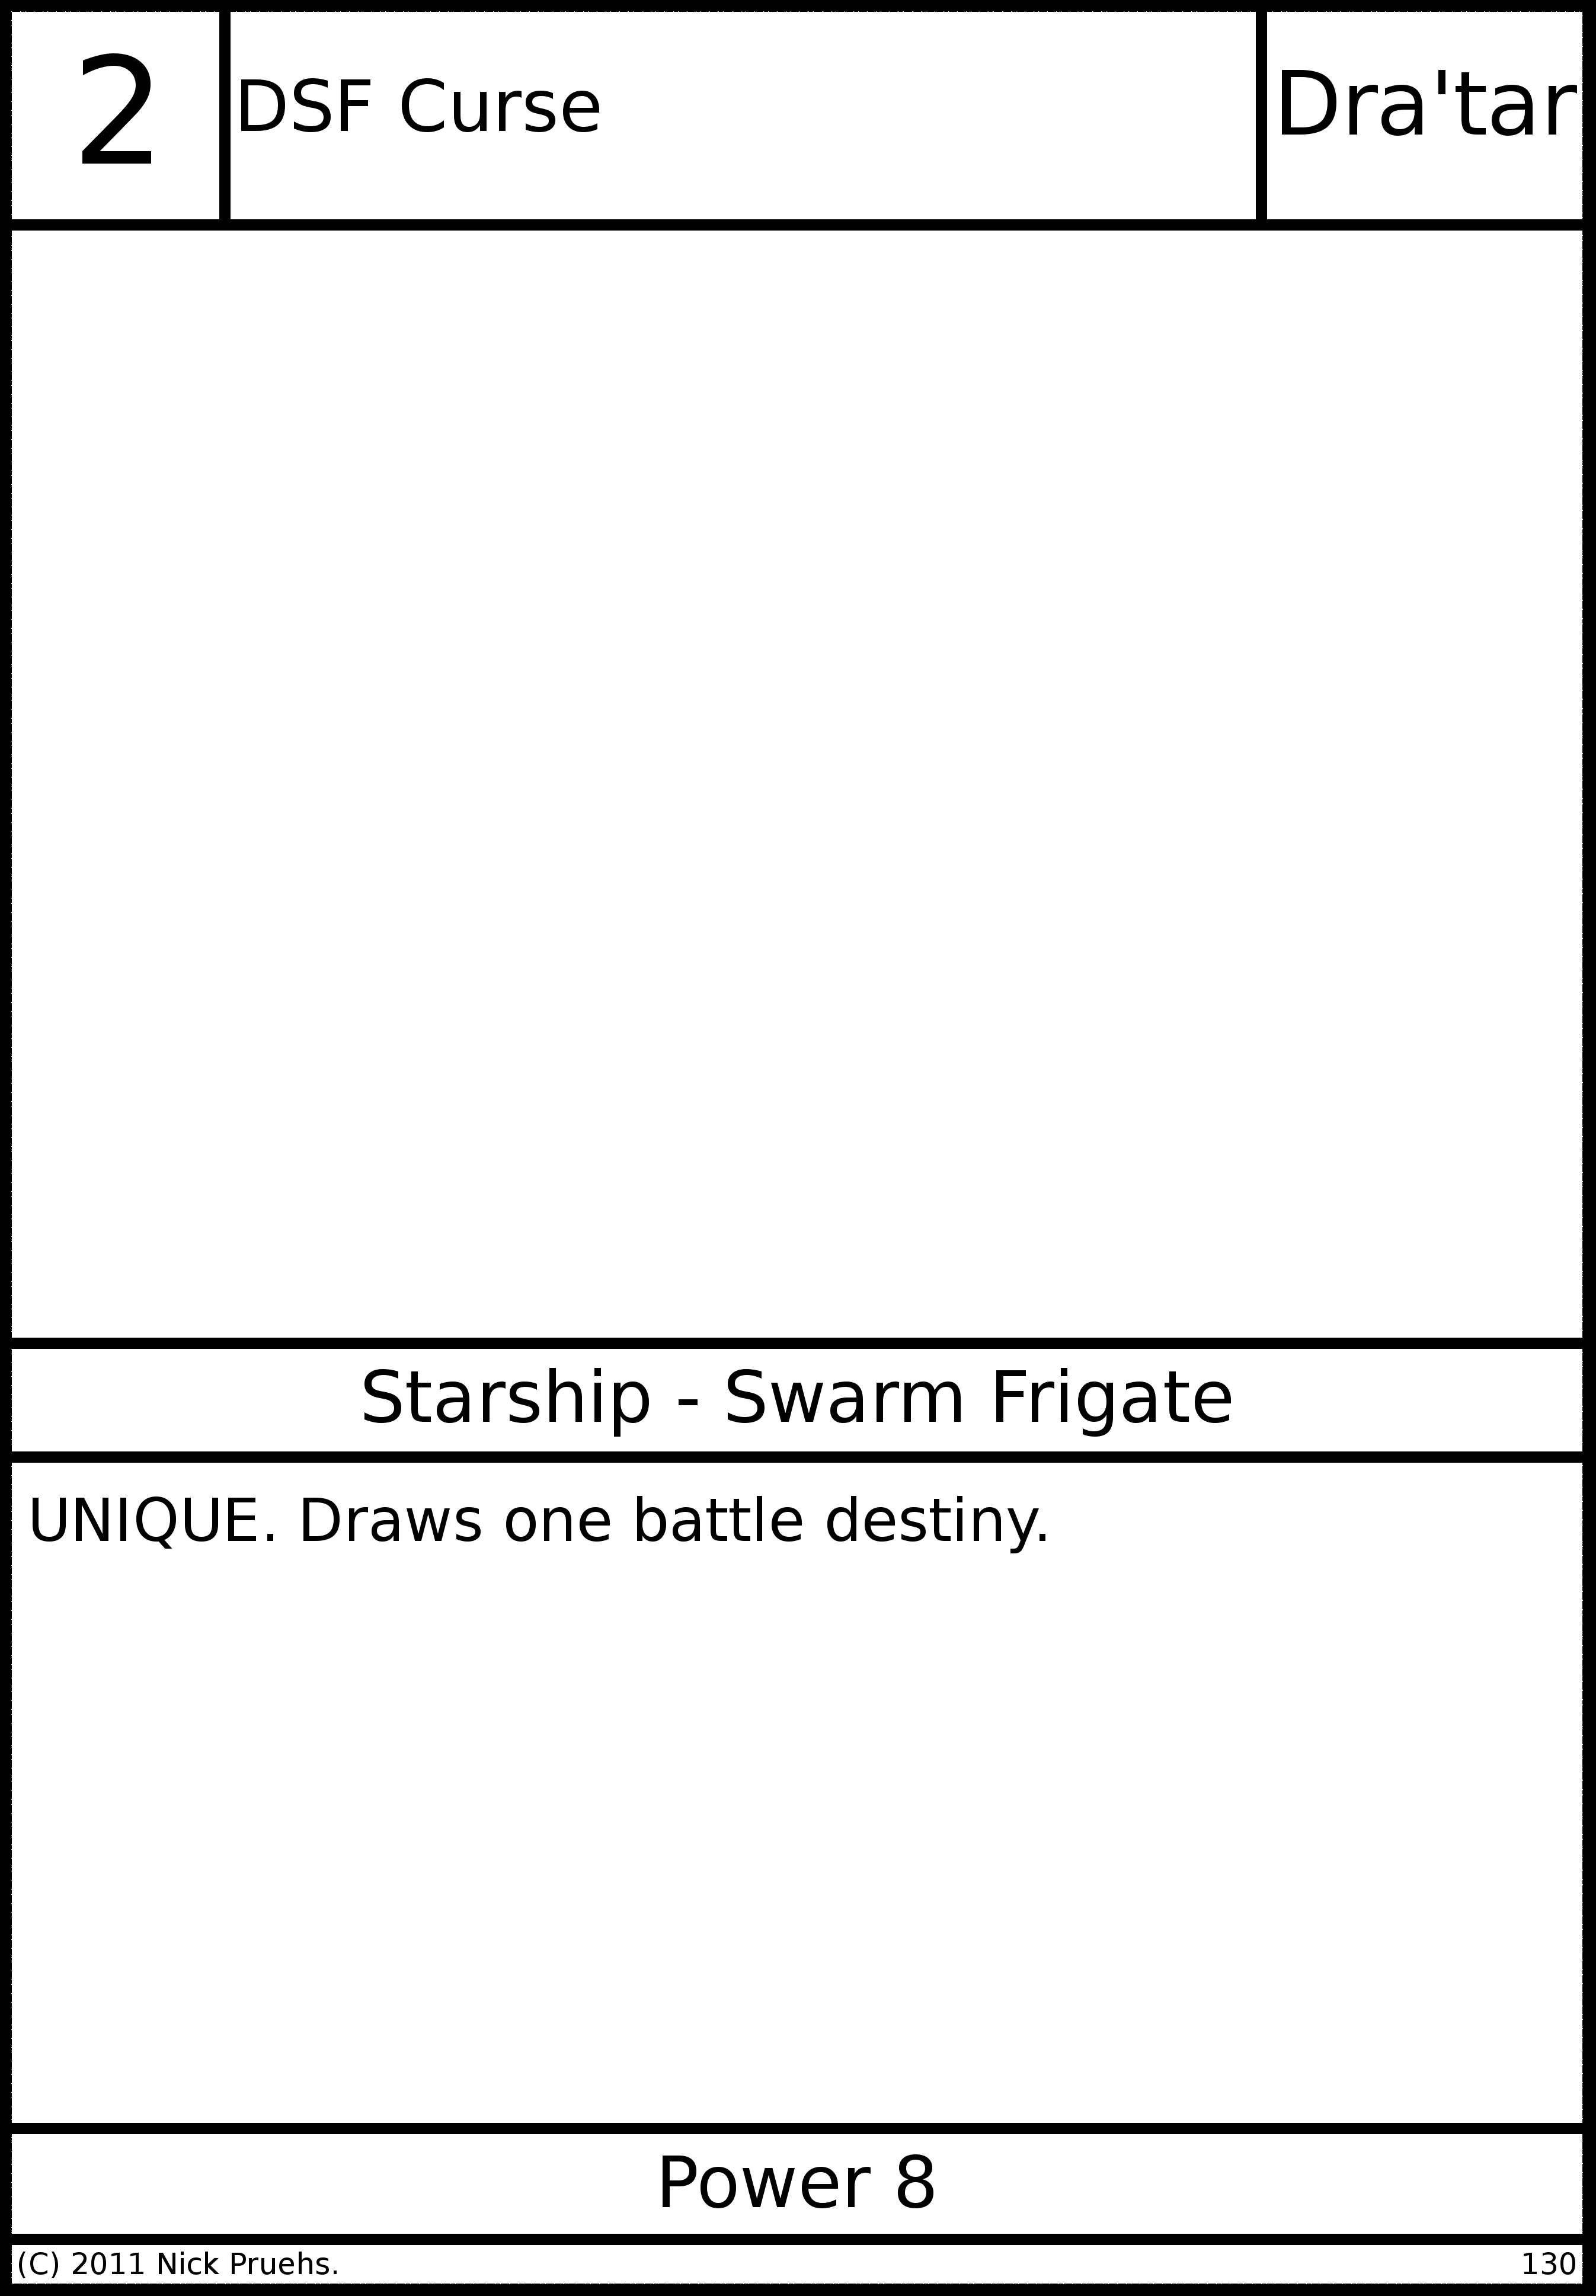 2
DSF Curse
Dra'tar
Starship - Swarm Frigate
UNIQUE. Draws one battle destiny.
Power 8
(C) 2011 Nick Pruehs.
130